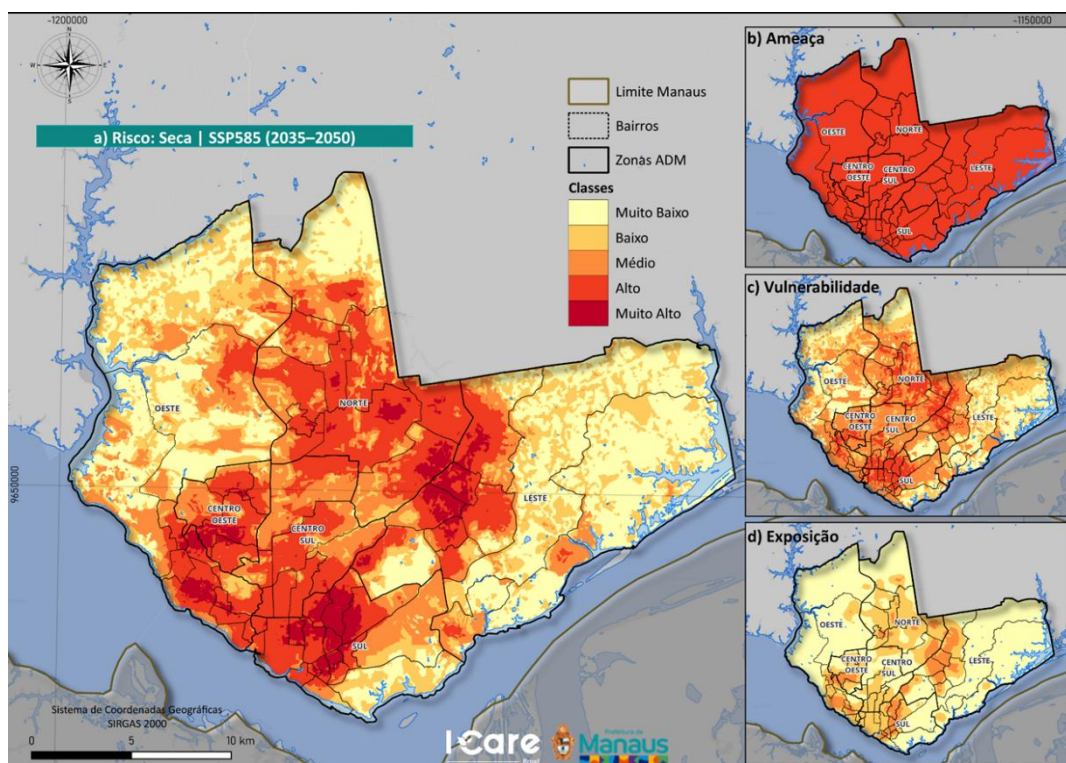 -1200000
-1150000
N
W
E
S
a) Risco: Seca | SSP585 (2035–2050)
Limite Manaus
Bairros
Zonas ADM
Classes
Muito Baixo
Baixo
Médio
Alto
Muito Alto
OESTE
NORTE
CENTRO
OESTE
CENTRO
SUL
LESTE
SUL
9650000
Sistema de Coordenadas Geográficas
SIRGAS 2000
0 5 10 km
I Care
Brasil
Prefeitura de
Manaus
b) Ameaça
OESTE
NORTE
CENTRO
OESTE
CENTRO
SUL
LESTE
SUL
c) Vulnerabilidade
OESTE
NORTE
CENTRO
OESTE
CENTRO
SUL
LESTE
SUL
d) Exposição
OESTE
NORTE
CENTRO
OESTE
CENTRO
SUL
LESTE
SUL